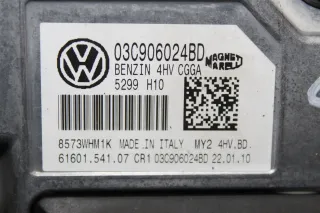 03C906024BD
BENZIN 4HV CGGA
5299 H10
MAGNETI
MARELLI
8573WHM1K MADE IN ITALY MY2 4HV.BD.
61601.541.07 CR1 03C906024BD 22.01.10